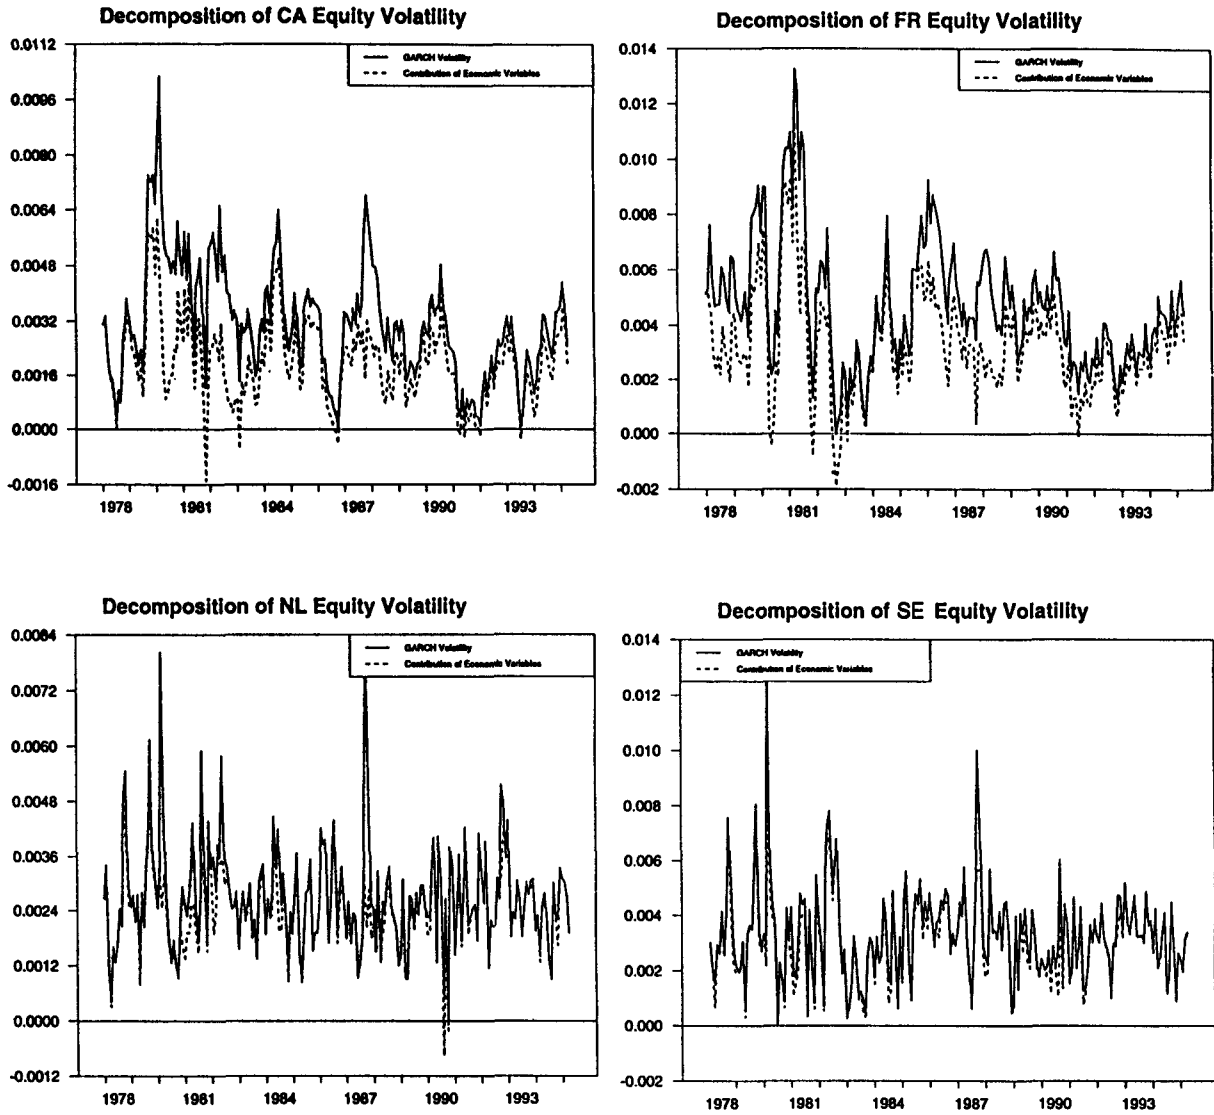 Decomposition of CA Equity Volatility
0.0112
0.0096
0.0080
0.0064
0.0048
0.0032
0.0016
0.0000
-0.0016
GARCH Volatility
Contribution of Economic Variables
1978 1981 1984 1987 1990 1993
Decomposition of FR Equity Volatility
0.014
0.012
0.010
0.008
0.006
0.004
0.002
0.000
-0.002
GARCH Volatility
Contribution of Economic Variables
1978 1981 1984 1987 1990 1993
Decomposition of NL Equity Volatility
0.0084
0.0072
0.0060
0.0048
0.0036
0.0024
0.0012
0.0000
-0.0012
GARCH Volatility
Contribution of Economic Variables
1978 1981 1984 1987 1990 1993
Decomposition of SE Equity Volatility
0.014
0.012
0.010
0.008
0.006
0.004
0.002
0.000
-0.002
GARCH Volatility
Contribution of Economic Variables
1978 1981 1984 1987 1990 1993